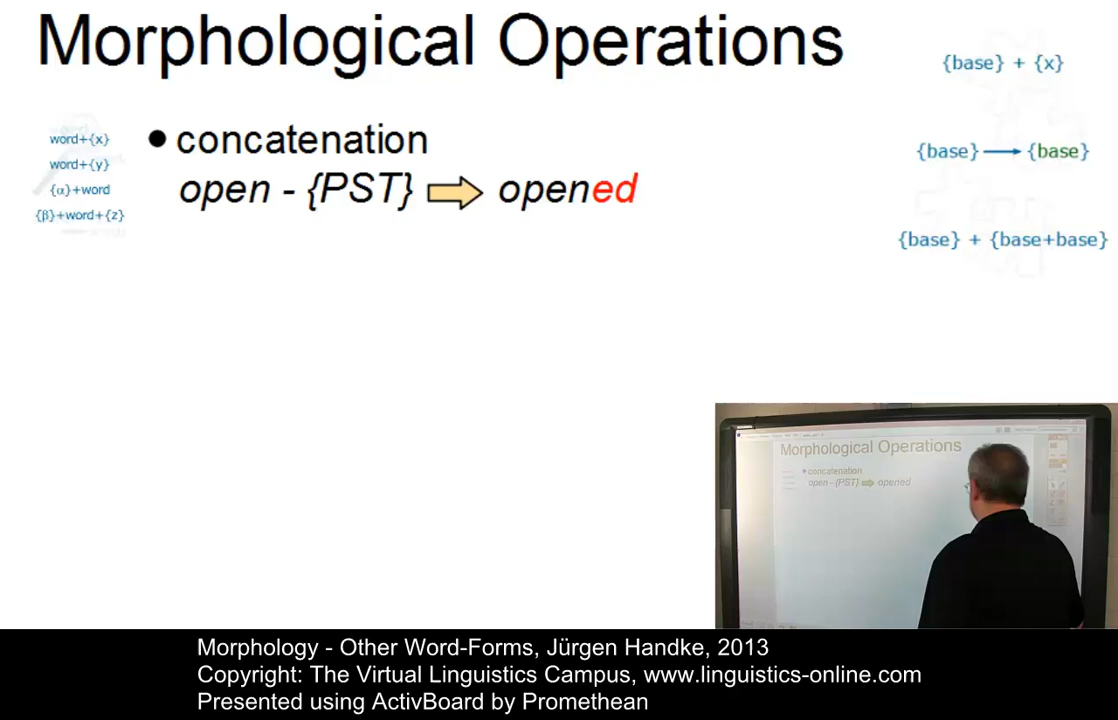 Morphological Operations
{base} + {x}
word+{x}
word+{y}
{α}+word
{β}+word+{z}
• concatenation
open - {PST} ⇨ opened
{base} → {base}
{base} + {base+base}
Morphological Operations
• concatenation
open - {PST} ⇨ opened
Morphology - Other Word-Forms, Jürgen Handke, 2013
Copyright: The Virtual Linguistics Campus, www.linguistics-online.com
Presented using ActivBoard by Promethean